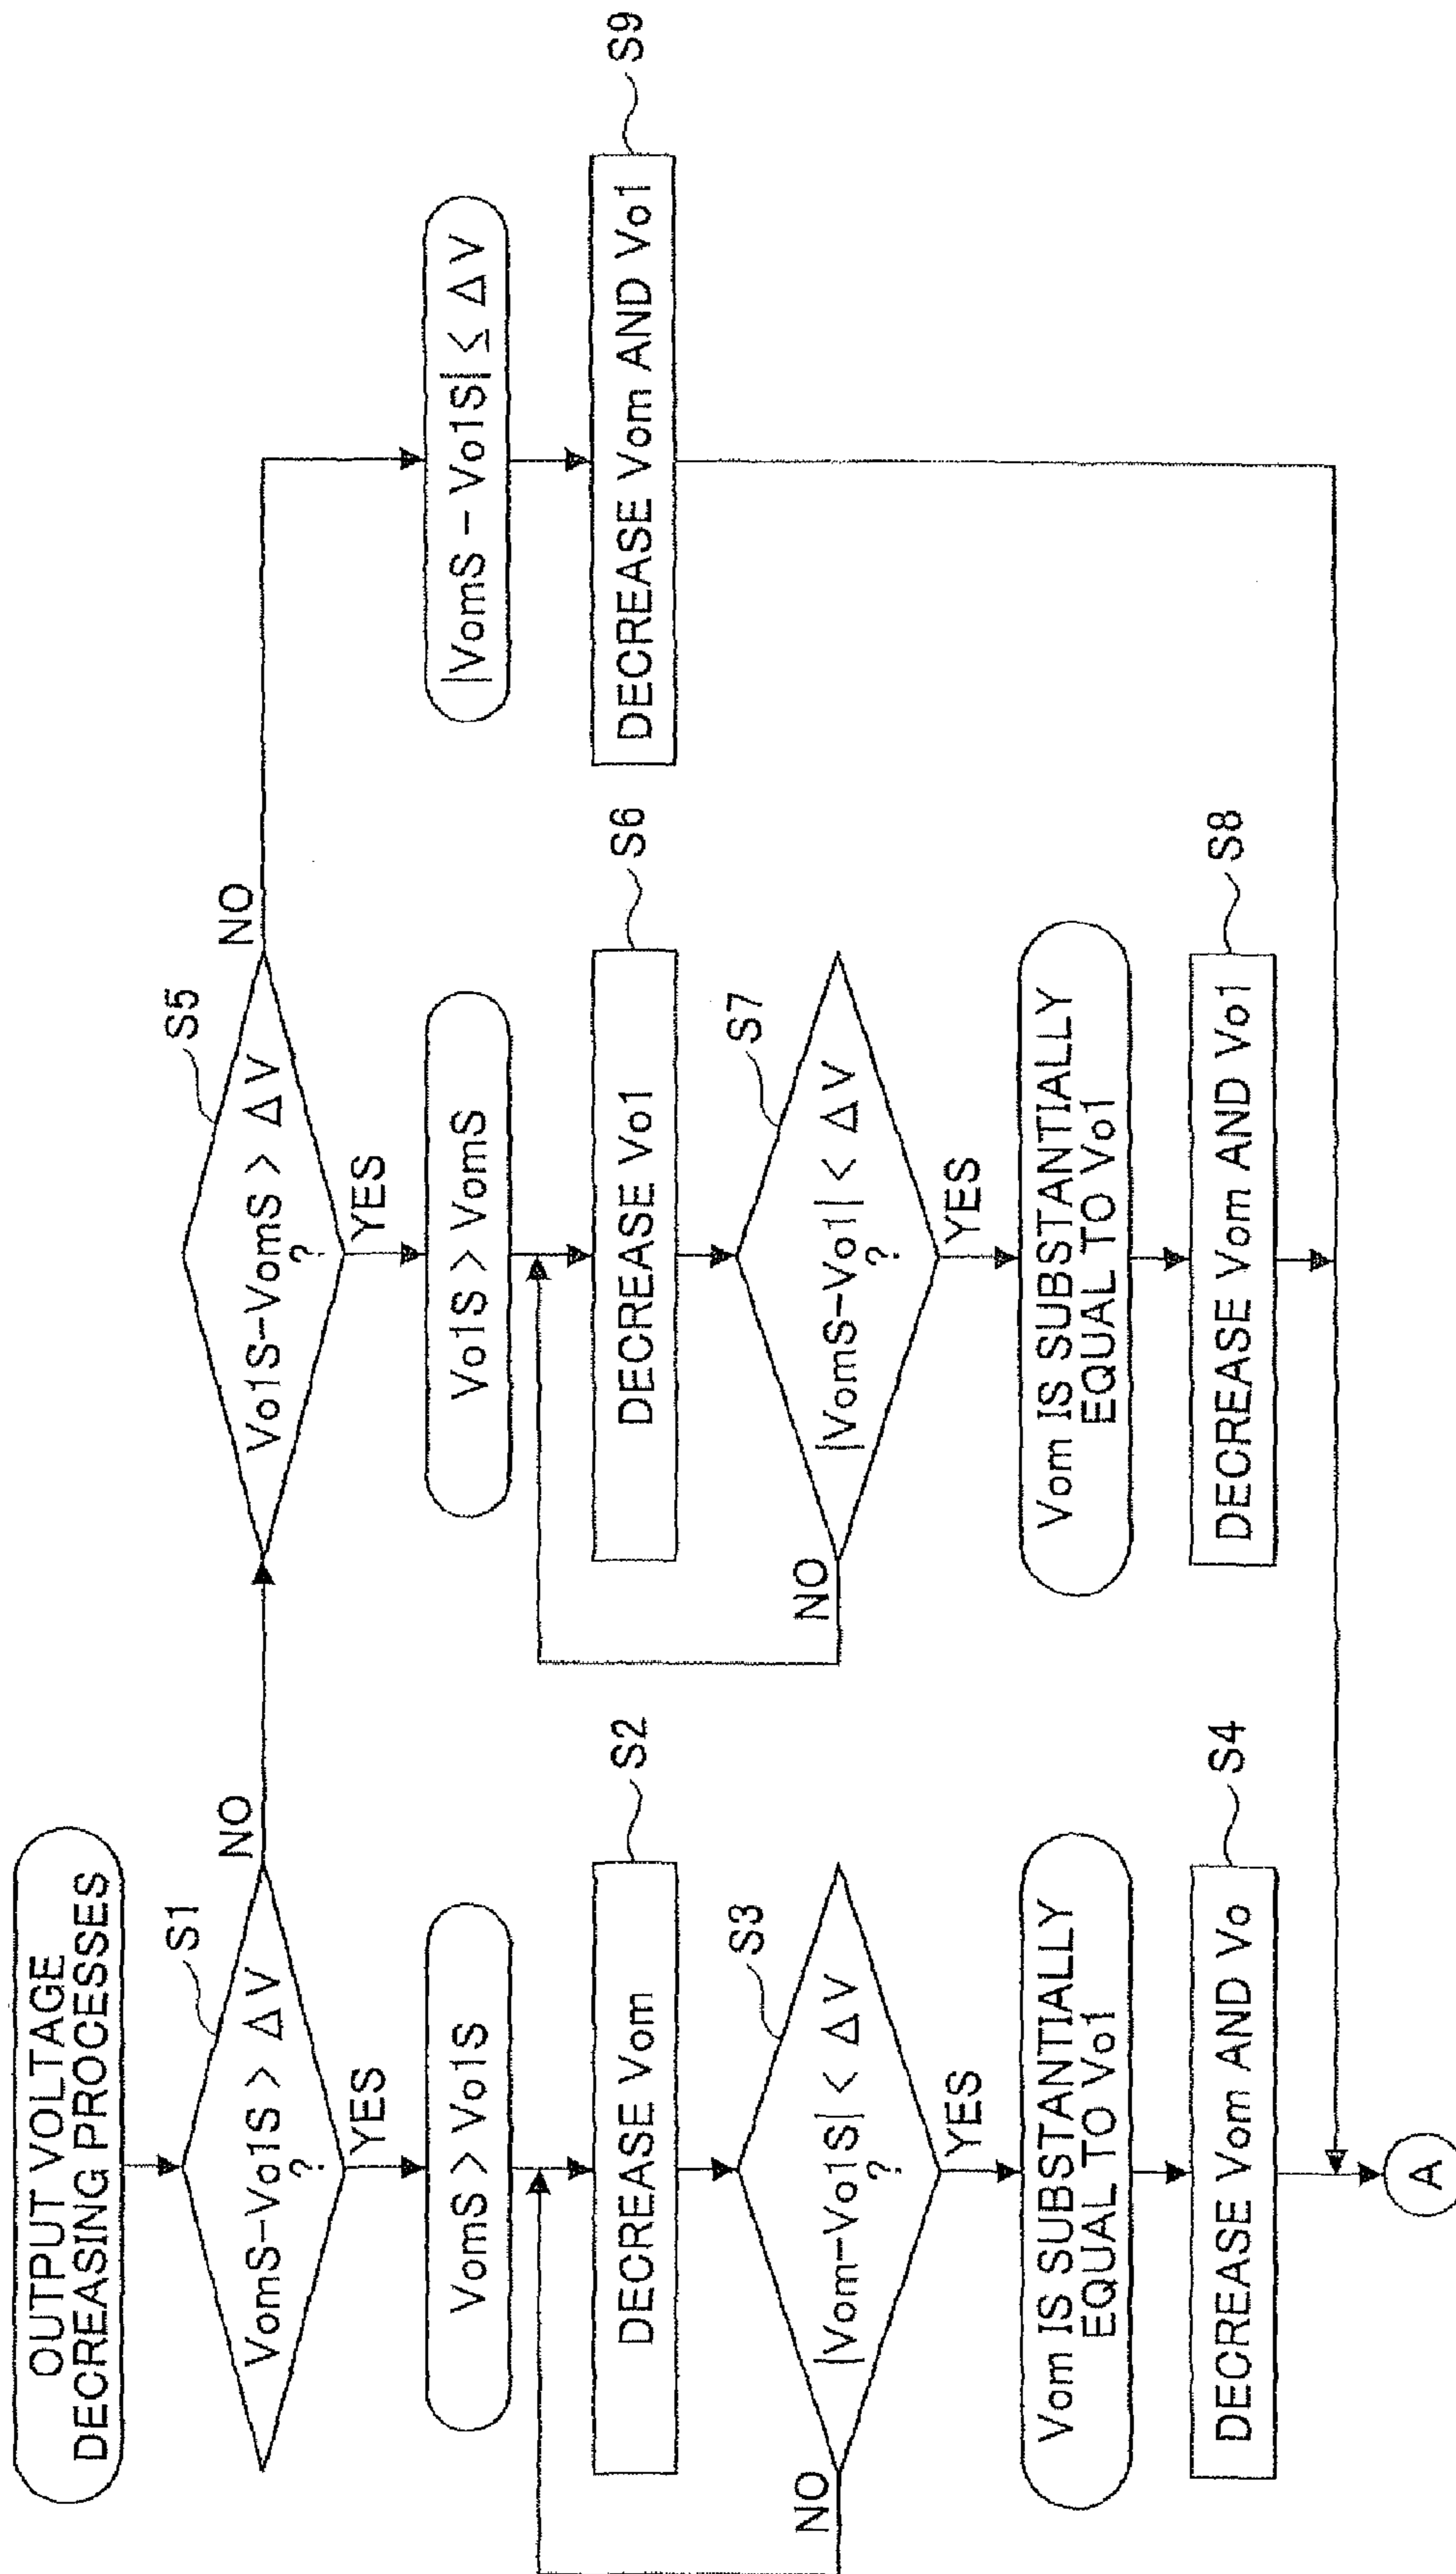 OUTPUT VOLTAGE
DECREASING PROCESSES
S1
VomS-Vo1S > ΔV
?
NO
YES
VomS > Vo1S
DECREASE Vom
S2
S3
|Vom-Vo1S| < ΔV
?
NO
YES
Vom IS SUBSTANTIALLY
EQUAL TO Vo1
DECREASE Vom AND Vo
S4
A
S5
Vo1S-VomS > ΔV
?
NO
YES
Vo1S > VomS
DECREASE Vo1
S6
S7
|VomS-Vo1| < ΔV
?
NO
YES
Vom IS SUBSTANTIALLY
EQUAL TO Vo1
DECREASE Vom AND Vo1
S8
|VomS - Vo1S| ≤ ΔV
DECREASE Vom AND Vo1
S9